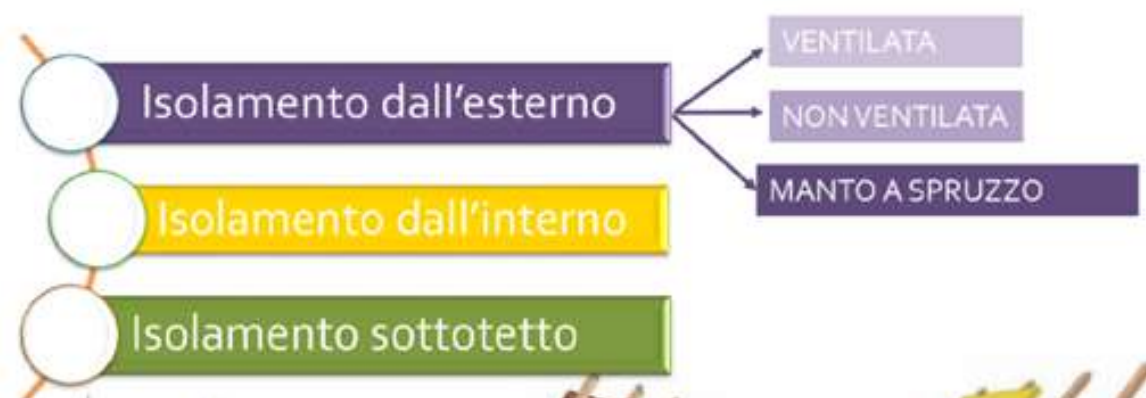 Isolamento dall'esterno
VENTILATA
NON VENTILATA
MANTO A SPRUZZO
Isolamento dall'interno
Isolamento sottotetto